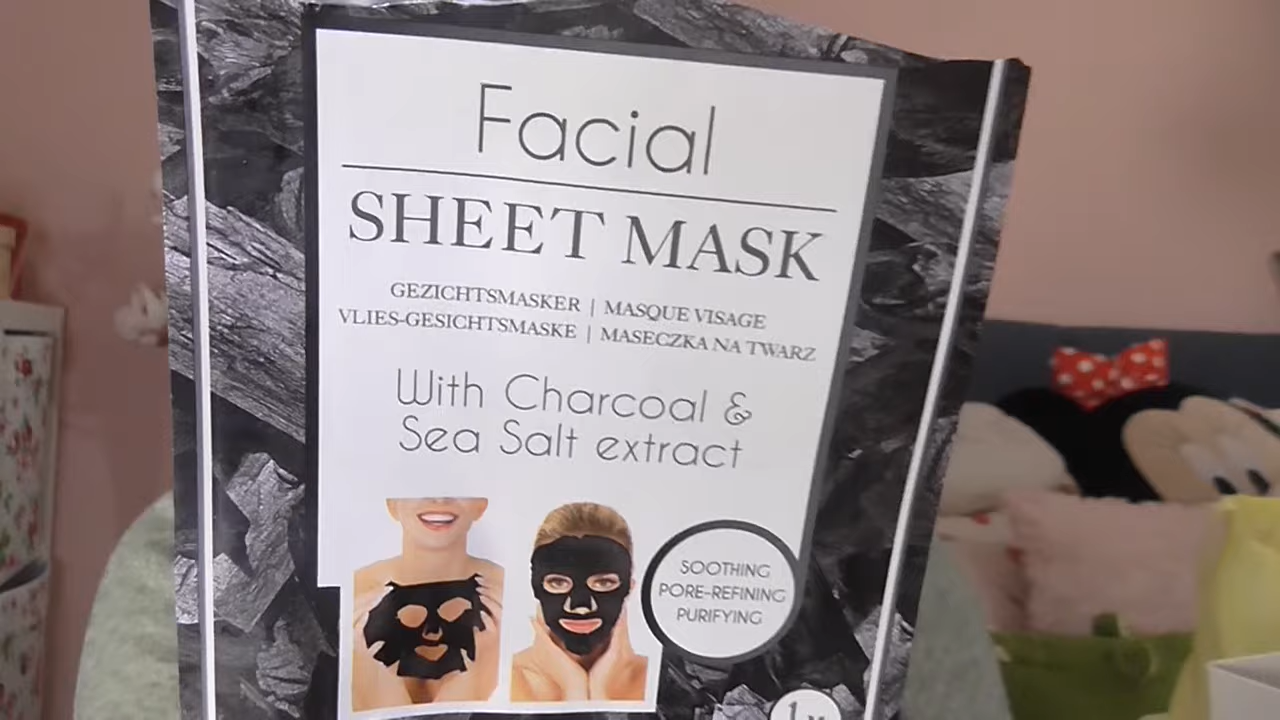 Facial
SHEET MASK
GEZICHTSMASKER | MASQUE VISAGE
VLIES-GESICHTSMASKE | MASECZKA NA TWARZ
With Charcoal &
Sea Salt extract
SOOTHING
PORE-REFINING
PURIFYING
1